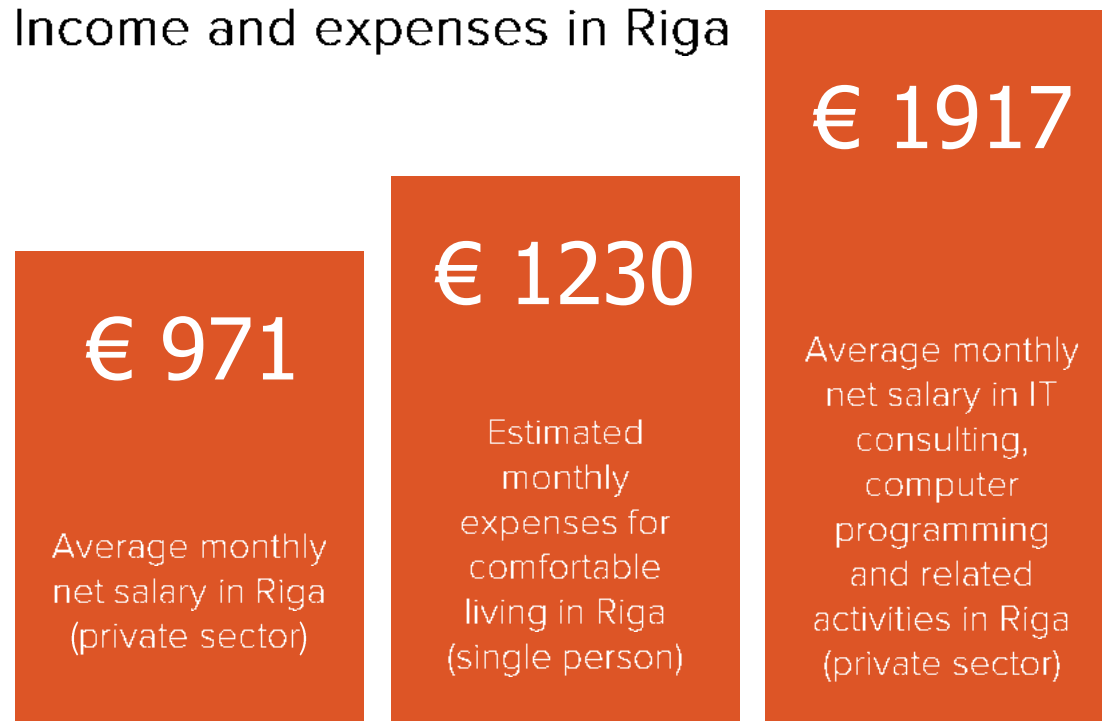 Income and expenses in Riga
€ 971
Average monthly
net salary in Riga
(private sector)
€ 1230
Estimated
monthly
expenses for
comfortable
living in Riga
(single person)
€ 1917
Average monthly
net salary in IT
consulting,
computer
programming
and related
activities in Riga
(private sector)